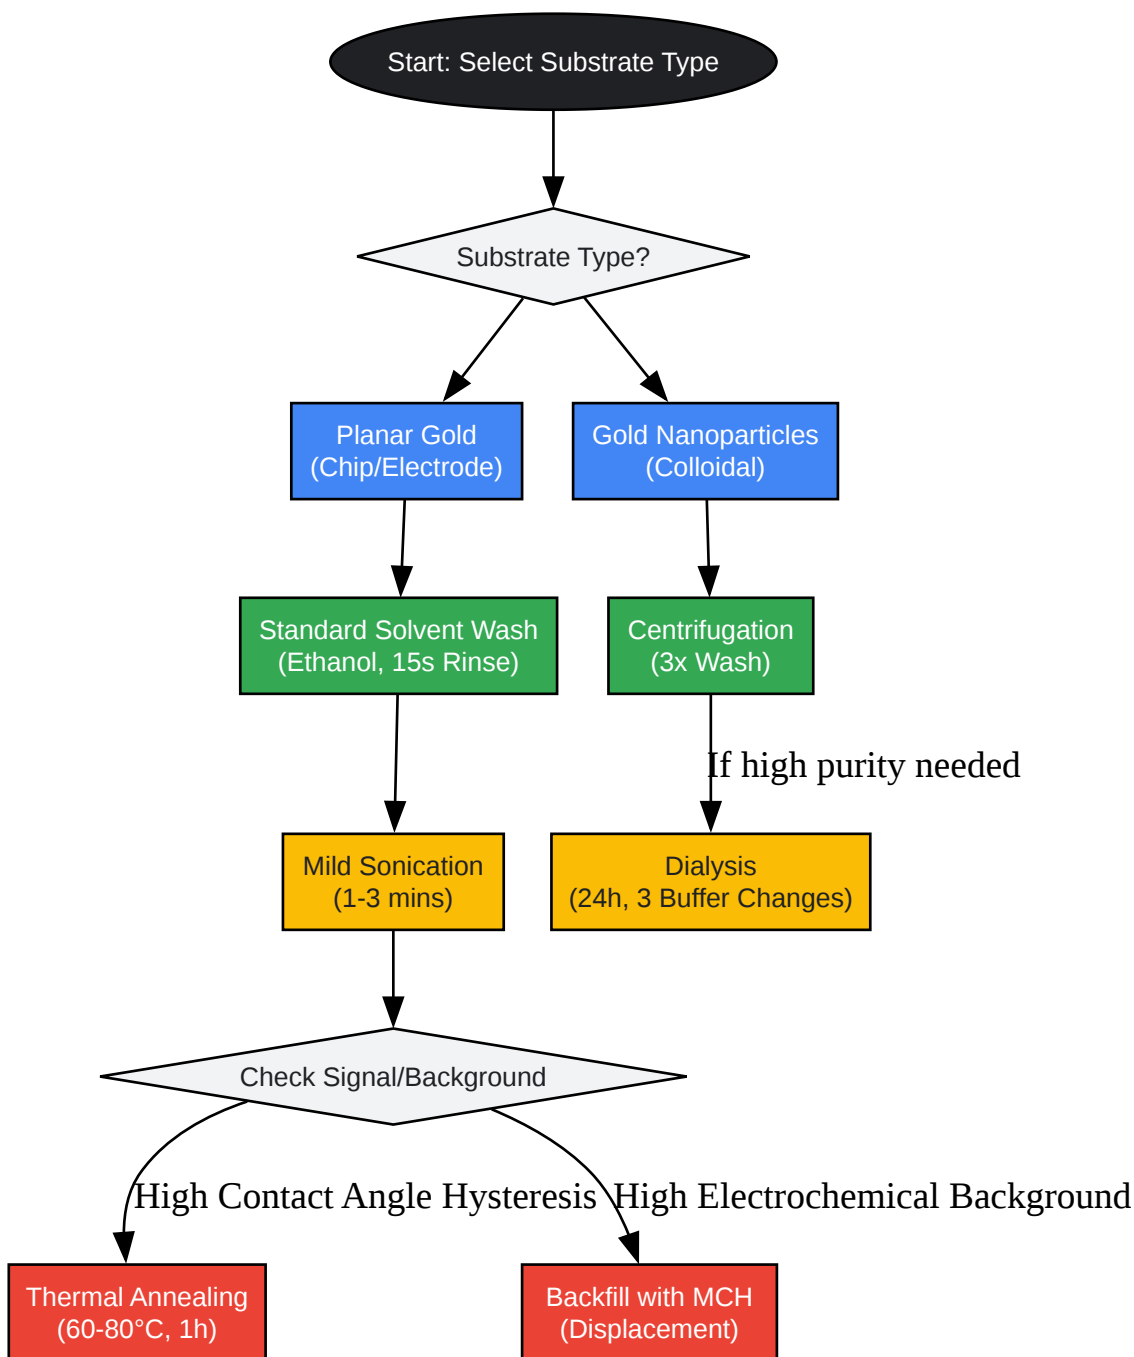 Start: Select Substrate Type
Substrate Type?
Planar Gold
(Chip/Electrode)
Gold Nanoparticles
(Colloidal)
Standard Solvent Wash
(Ethanol, 15s Rinse)
Centrifugation
(3x Wash)
If high purity needed
Mild Sonication
(1-3 mins)
Dialysis
(24h, 3 Buffer Changes)
Check Signal/Background
High Contact Angle Hysteresis
High Electrochemical Background
Thermal Annealing
(60-80°C, 1h)
Backfill with MCH
(Displacement)